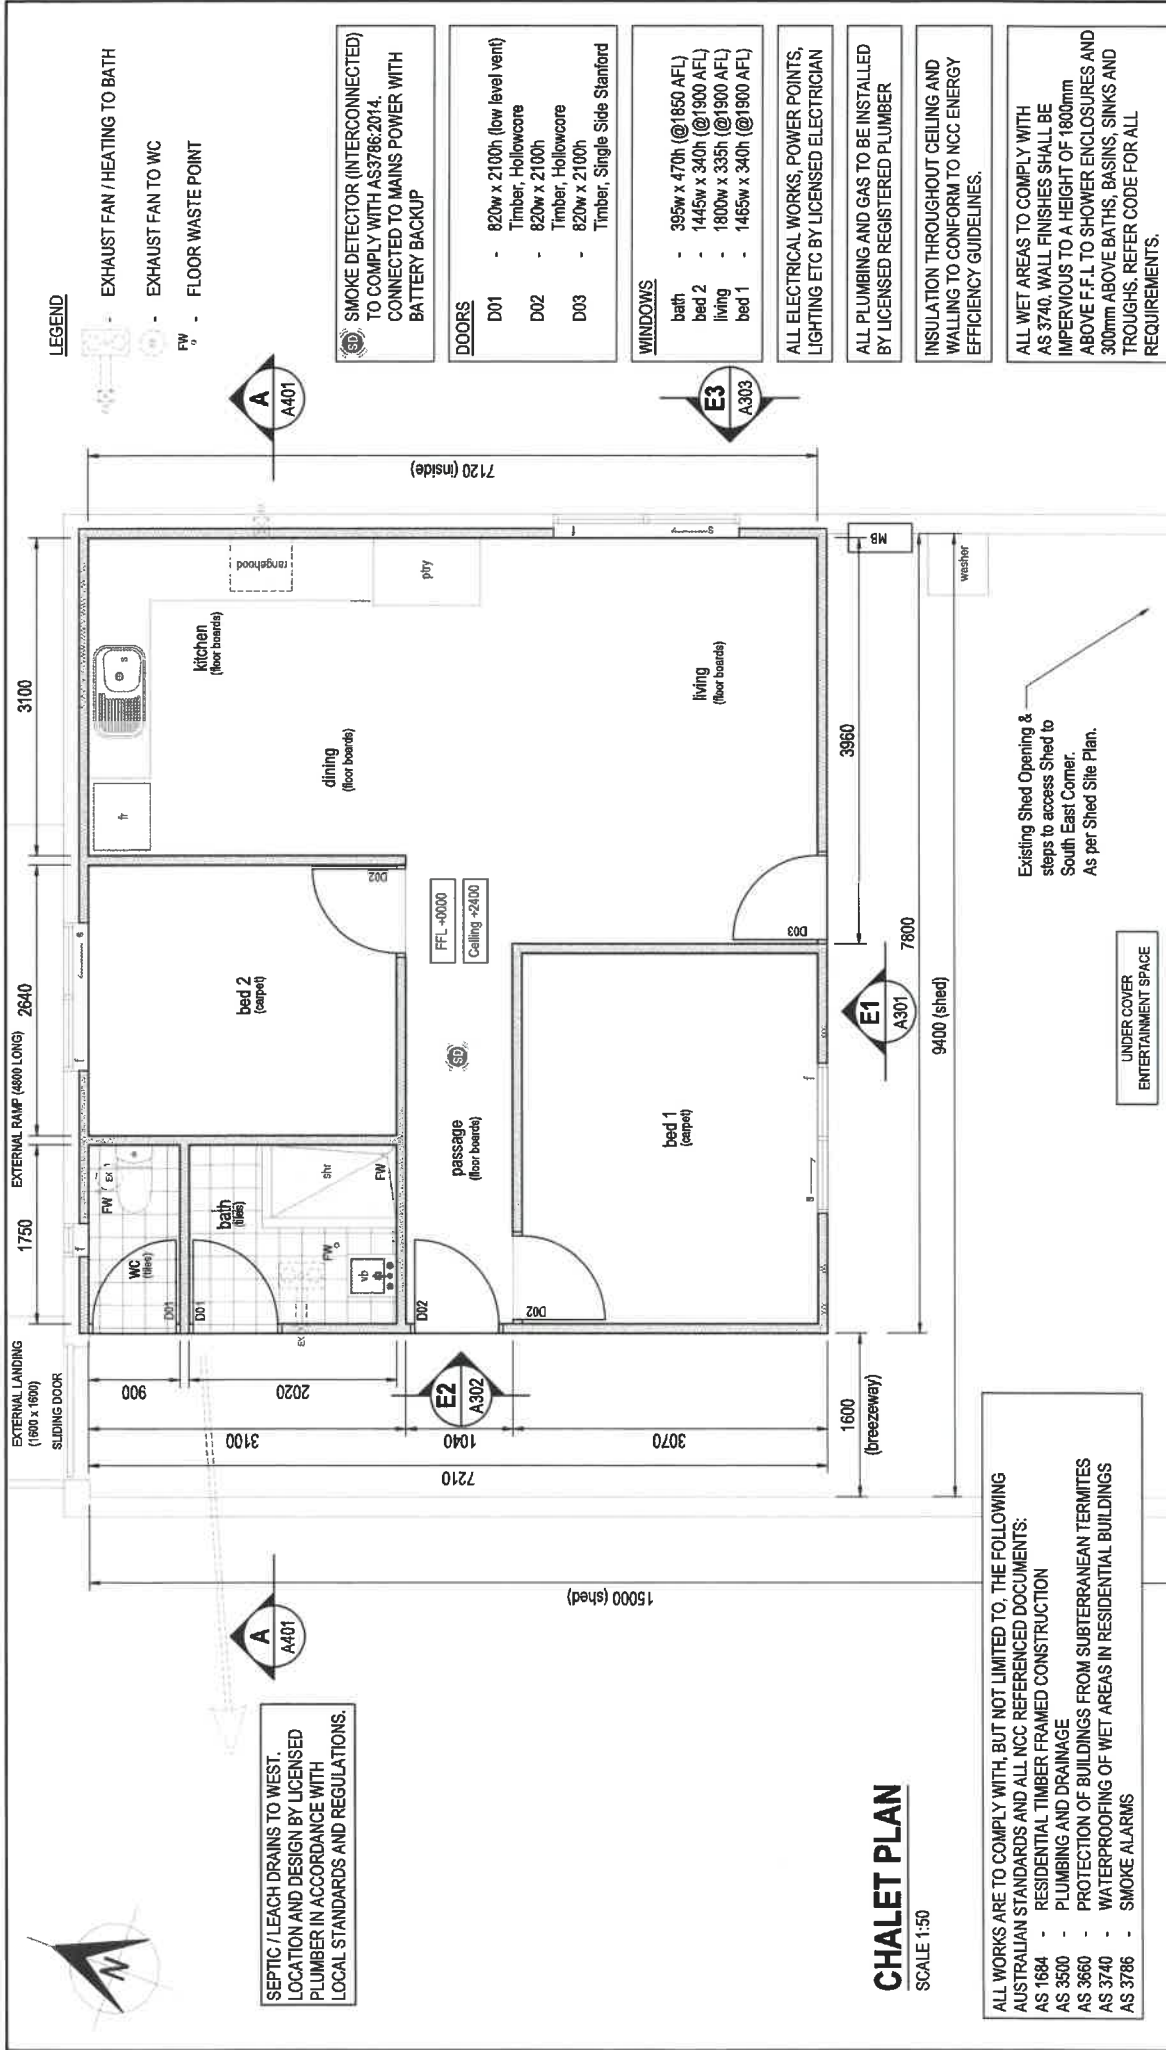 EXTERNAL LANDING
(1600 x 1600)
SLIDING DOOR
EXTERNAL RAMP (4800 LONG)
1750
2640
3100
LEGEND
- EXHAUST FAN / HEATING TO BATH
- EXHAUST FAN TO WC
FW - FLOOR WASTE POINT
SD SMOKE DETECTOR (INTERCONNECTED)
TO COMPLY WITH AS3786:2014.
CONNECTED TO MAINS POWER WITH
BATTERY BACKUP
DOORS
D01 - 820w x 2100h (low level vent)
Timber, Hollowcore
D02 - 820w x 2100h
Timber, Hollowcore
D03 - 820w x 2100h
Timber, Single Side Stanford
WINDOWS
bath - 395w x 470h (@1850 AFL)
bed 2 - 1445w x 340h (@1900 AFL)
living - 1800w x 335h (@1900 AFL)
bed 1 - 1465w x 340h (@1900 AFL)
ALL ELECTRICAL WORKS, POWER POINTS,
LIGHTING ETC BY LICENSED ELECTRICIAN
ALL PLUMBING AND GAS TO BE INSTALLED
BY LICENSED REGISTERED PLUMBER
INSULATION THROUGHOUT CEILING AND
WALLING TO CONFORM TO NCC ENERGY
EFFICIENCY GUIDELINES.
ALL WET AREAS TO COMPLY WITH
AS 3740. WALL FINISHES SHALL BE
IMPERVIOUS TO A HEIGHT OF 1800mm
ABOVE F.F.L TO SHOWER ENCLOSURES AND
300mm ABOVE BATHS, BASINS, SINKS AND
TROUGHS. REFER CODE FOR ALL
REQUIREMENTS.
N
SEPTIC / LEACH DRAINS TO WEST.
LOCATION AND DESIGN BY LICENSED
PLUMBER IN ACCORDANCE WITH
LOCAL STANDARDS AND REGULATIONS.
A
A401
A
A401
E1
A301
E2
A302
E3
A303
900
2020
3100
1040
3070
7210
15000 (shed)
7120 (inside)
1600
(breezeway)
3960
7800
9400 (shed)
f
f
s
WC
(tiles)
FW
EX
D01
D01
bath
(tiles)
shr
FW
FW
vb
EX
bed 2
(carpet)
D02
fr
s
kitchen
(floor boards)
rangehood
ptry
dining
(floor boards)
living
(floor boards)
f
s
FFL +0000
Ceiling +2400
SD
passage
(floor boards)
D02
D02
bed 1
(carpet)
s
f
D03
MB
washer
Existing Shed Opening &
steps to access Shed to
South East Corner.
As per Shed Site Plan.
UNDER COVER
ENTERTAINMENT SPACE
CHALET PLAN
SCALE 1:50
ALL WORKS ARE TO COMPLY WITH, BUT NOT LIMITED TO, THE FOLLOWING
AUSTRALIAN STANDARDS AND ALL NCC REFERENCED DOCUMENTS:
AS 1684 - RESIDENTIAL TIMBER FRAMED CONSTRUCTION
AS 3500 - PLUMBING AND DRAINAGE
AS 3660 - PROTECTION OF BUILDINGS FROM SUBTERRANEAN TERMITES
AS 3740 - WATERPROOFING OF WET AREAS IN RESIDENTIAL BUILDINGS
AS 3786 - SMOKE ALARMS